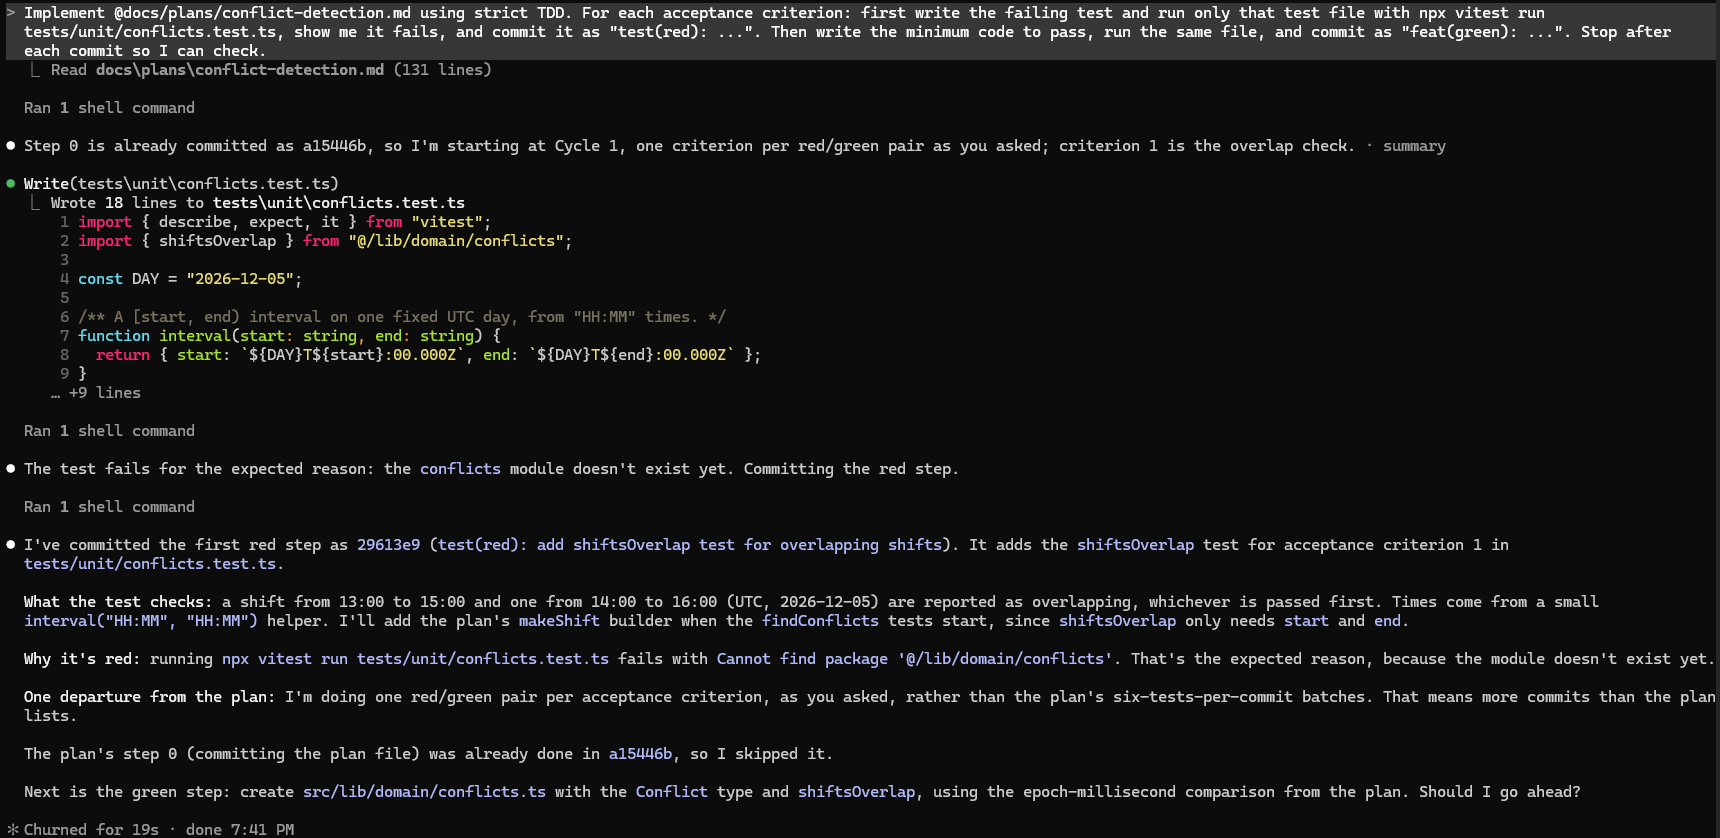 > Implement @docs/plans/conflict-detection.md using strict TDD. For each acceptance criterion: first write the failing test and run only that test file with npx vitest run
tests/unit/conflicts.test.ts, show me it fails, and commit it as "test(red): ...". Then write the minimum code to pass, run the same file, and commit as "feat(green): ...". Stop after
each commit so I can check.
⎿ Read docs\plans\conflict-detection.md (131 lines)
Ran 1 shell command
● Step 0 is already committed as a15446b, so I'm starting at Cycle 1, one criterion per red/green pair as you asked; criterion 1 is the overlap check. · summary
● Write(tests\unit\conflicts.test.ts)
⎿ Wrote 18 lines to tests\unit\conflicts.test.ts
1 import { describe, expect, it } from "vitest";
2 import { shiftsOverlap } from "@/lib/domain/conflicts";
3
4 const DAY = "2026-12-05";
5
6 /** A [start, end) interval on one fixed UTC day, from "HH:MM" times. */
7 function interval(start: string, end: string) {
8   return { start: `${DAY}T${start}:00.000Z`, end: `${DAY}T${end}:00.000Z` };
9 }
… +9 lines
Ran 1 shell command
● The test fails for the expected reason: the conflicts module doesn't exist yet. Committing the red step.
Ran 1 shell command
● I've committed the first red step as 29613e9 (test(red): add shiftsOverlap test for overlapping shifts). It adds the shiftsOverlap test for acceptance criterion 1 in
tests/unit/conflicts.test.ts.
What the test checks: a shift from 13:00 to 15:00 and one from 14:00 to 16:00 (UTC, 2026-12-05) are reported as overlapping, whichever is passed first. Times come from a small
interval("HH:MM", "HH:MM") helper. I'll add the plan's makeShift builder when the findConflicts tests start, since shiftsOverlap only needs start and end.
Why it's red: running npx vitest run tests/unit/conflicts.test.ts fails with Cannot find package '@/lib/domain/conflicts'. That's the expected reason, because the module doesn't exist yet.
One departure from the plan: I'm doing one red/green pair per acceptance criterion, as you asked, rather than the plan's six-tests-per-commit batches. That means more commits than the plan
lists.
The plan's step 0 (committing the plan file) was already done in a15446b, so I skipped it.
Next is the green step: create src/lib/domain/conflicts.ts with the Conflict type and shiftsOverlap, using the epoch-millisecond comparison from the plan. Should I go ahead?
✻ Churned for 19s · done 7:41 PM